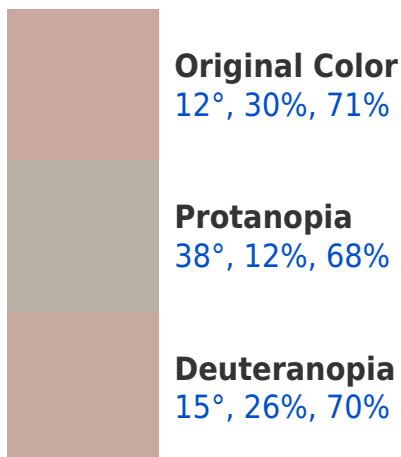 Original Color
12°, 30%, 71%
Protanopia
38°, 12%, 68%
Deuteranopia
15°, 26%, 70%